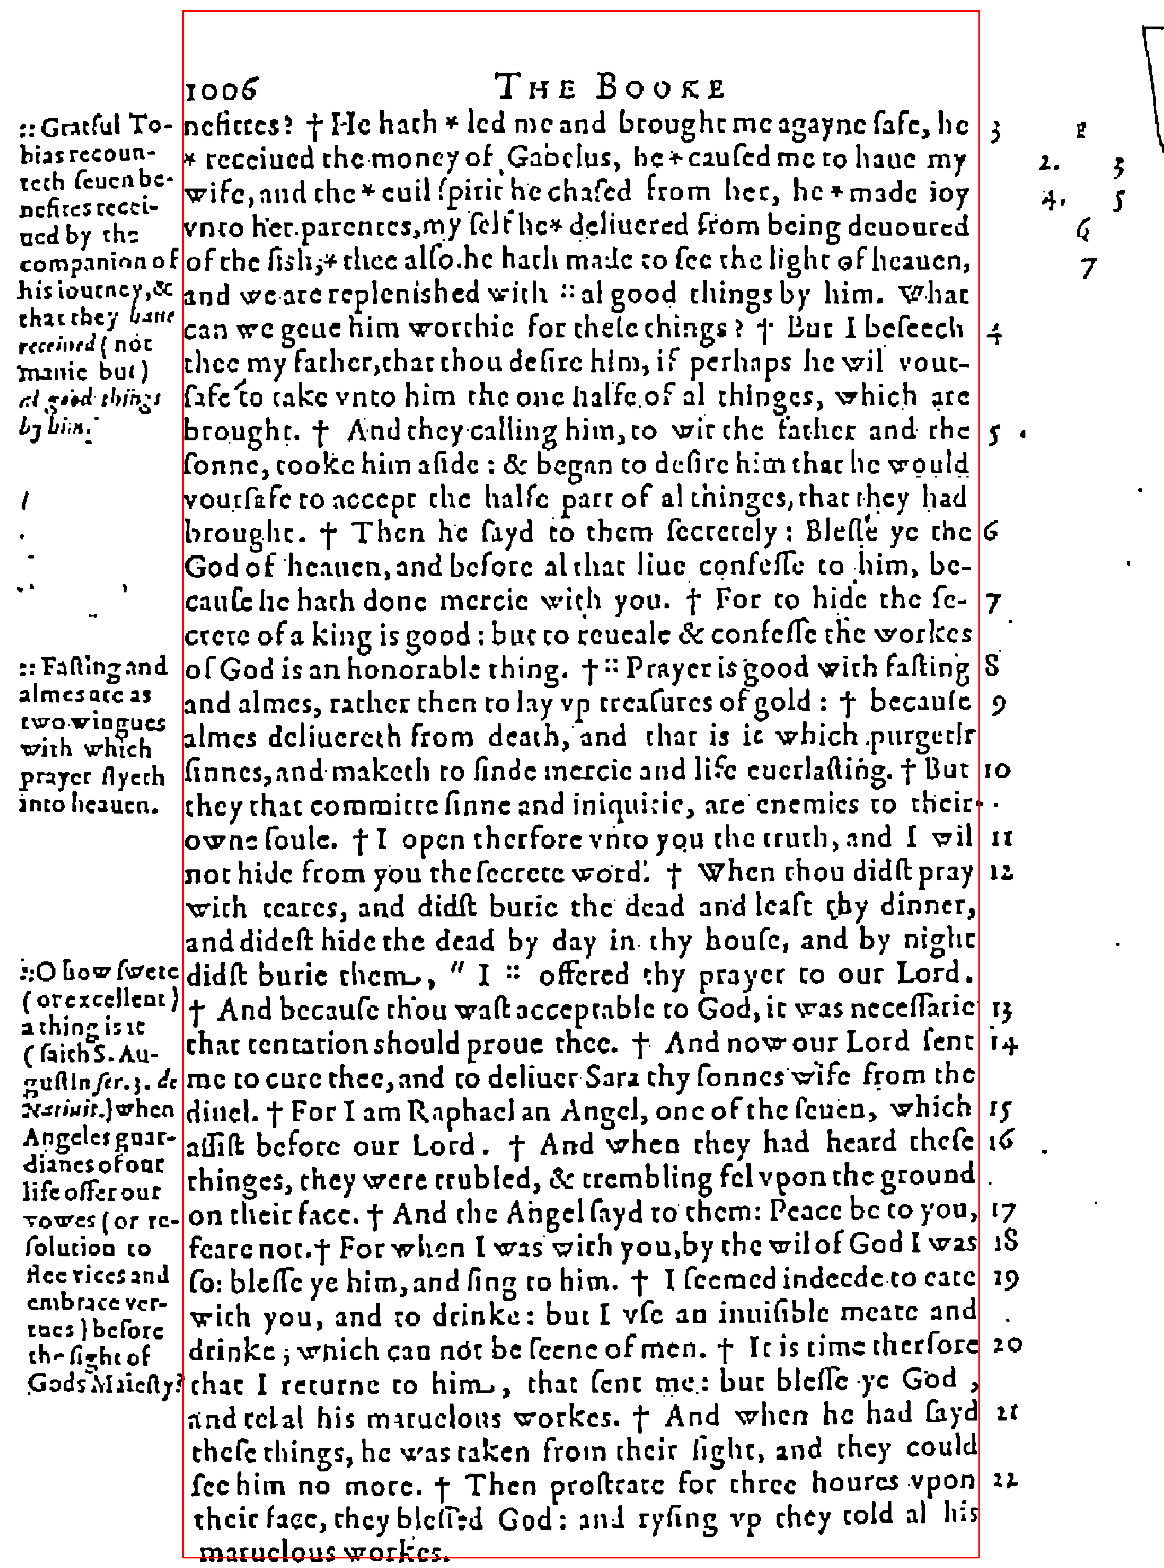 1006 THE BOOKE
nefittes? † He hath * led me and brought me agayne ſafe, he 3
* receiued the money of Gabelus, he * cauſed me to haue my
wife, and the * euil ſpirit he chaſed from her, he * made ioy
vnto her parentes, my ſelf he * deliuered from being deuoured
of the fish, * thee alſo he hath made to ſee the light of heauen,
and we are replenished with :: al good things by him. What
can we geue him worthie for theſe things? † But I beſeech 4
thee my father, that thou deſire him, if perhaps he wil vout-
ſafe to take vnto him the one halfe of al thinges, which are
brought. † And they calling him, to wit the father and the 5
ſonne, tooke him aſide : & began to deſire him that he would
voutſafe to accept the halfe part of al thinges, that they had
brought. † Then he ſayd to them ſecretely : Bleſſe ye the 6
God of heauen, and before al that liue confeſſe to him, be-
cauſe he hath done mercie with you. † For to hide the ſe- 7
crete of a king is good : but to reueale & confeſſe the workes
of God is an honorable thing. † :: Prayer is good with faſting 8
and almes, rather then to lay vp treaſures of gold : † becauſe 9
almes deliuereth from death, and that is it which purgeth
ſinnes, and maketh to finde mercie and life euerlaſting. † But 10
they that committe ſinne and iniquitie, are enemies to their
owne ſoule. † I open therfore vnto you the truth, and I wil 11
not hide from you the ſecrete word. † When thou didſt pray 12
with teares, and didſt burie the dead and leaft thy dinner,
and dideſt hide the dead by day in thy houſe, and by night
didſt burie them, " I :: offered thy prayer to our Lord.
† And becauſe thou waſt acceptable to God, it was neceſſarie 13
that tentation should proue thee. † And now our Lord ſent 14
me to cure thee, and to deliuer Sara thy ſonnes wife from the
diuel. † For I am Raphael an Angel, one of the ſeuen, which 15
aſſiſt before our Lord. † And when they had heard theſe 16
thinges, they were trubled, & trembling fel vpon the ground
on their face. † And the Angel ſayd to them: Peace be to you, 17
feare not. † For when I was with you, by the wil of God I was 18
ſo: bleſſe ye him, and ſing to him. † I ſeemed indeede to eate 19
with you, and to drinke: but I vſe an inuiſible meate and
drinke ; which can not be ſeene of men. † It is time therfore 20
that I returne to him, that ſent me : but bleſſe ye God ,
and telal his maruelous workes. † And when he had ſayd 21
theſe things, he was taken from their ſight, and they could
ſee him no more. † Then proſtrate for three houres vpon 22
their face, they bleſſed God : and ryſing vp they told al his
maruelous workes.
:: Grateful To-
bias recoun-
teth ſeuen be-
nefites recei-
ued by the
companion of
his iourney, &
that they haue
received ( not
manie but )
al good things
by him.
:: Faſting and
almes are as
two wingues
with which
prayer flyeth
into heauen.
:: O how ſwete
( or excellent )
a thing is it
( ſaith S. Au-
guſtin ſer. 3. de
Natiuit.) when
Angeles guar-
dianes of our
life offer our
vowes ( or re-
ſolution to
flee vices and
embrace ver-
tues ) before
the ſight of
Gods Maieſty?
2. 3
4. 5
6
7